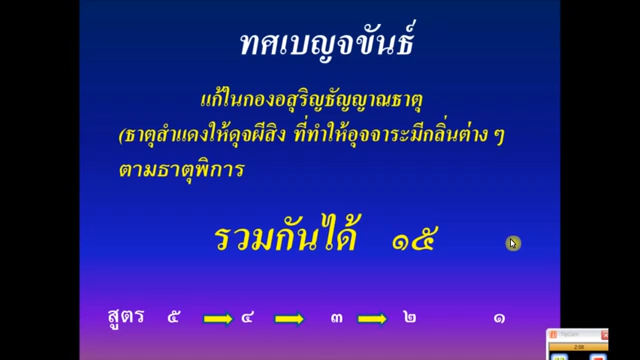 ทศเบญจขันธ์
แก้ในกองอสุริญธัญญาณธาตุ
(ธาตุสำแดงให้ดุจผีสิง ที่ทำให้อุจจาระมีกลิ่นต่าง ๆ
ตามธาตุพิการ
รวมกันได้ ๑๕
สูตร ๕ ๔ ๓ ๒ ๑